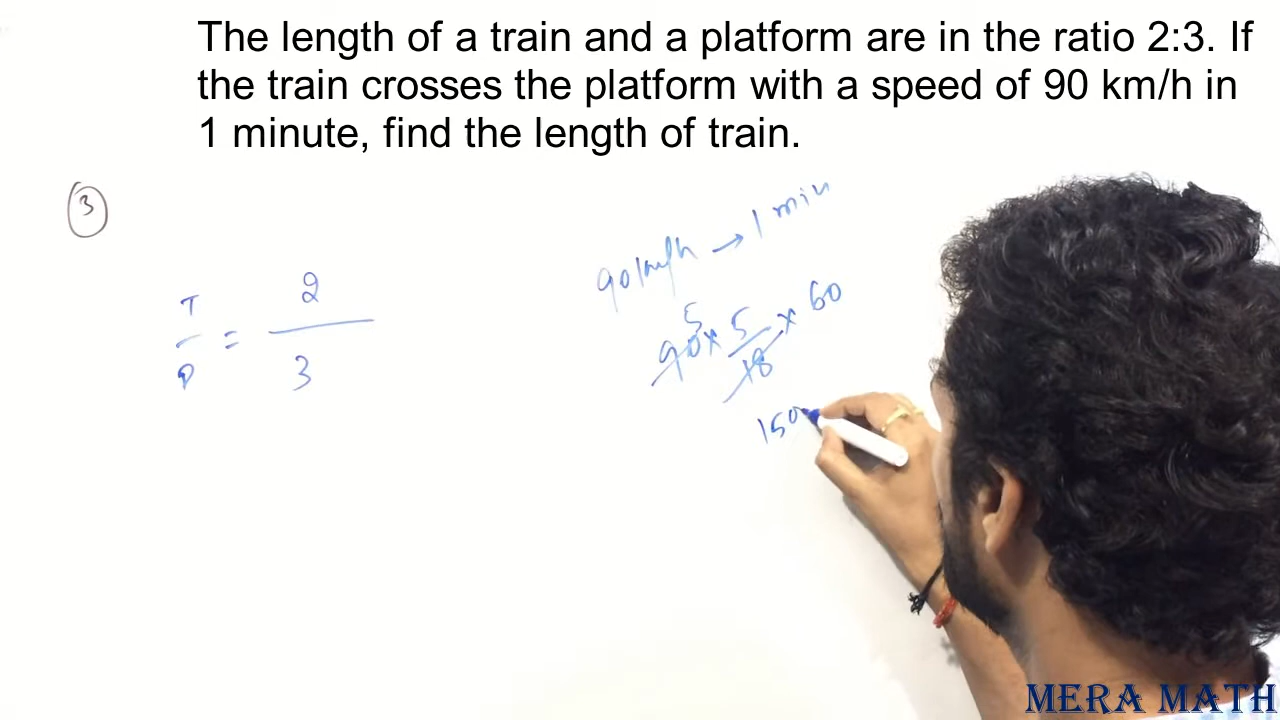 The length of a train and a platform are in the ratio 2:3. If
the train crosses the platform with a speed of 90 km/h in
1 minute, find the length of train.
3
90 km/h → 1 min
T/P = 2/3
5
90 × 5/18 × 60
150
MERA MATH